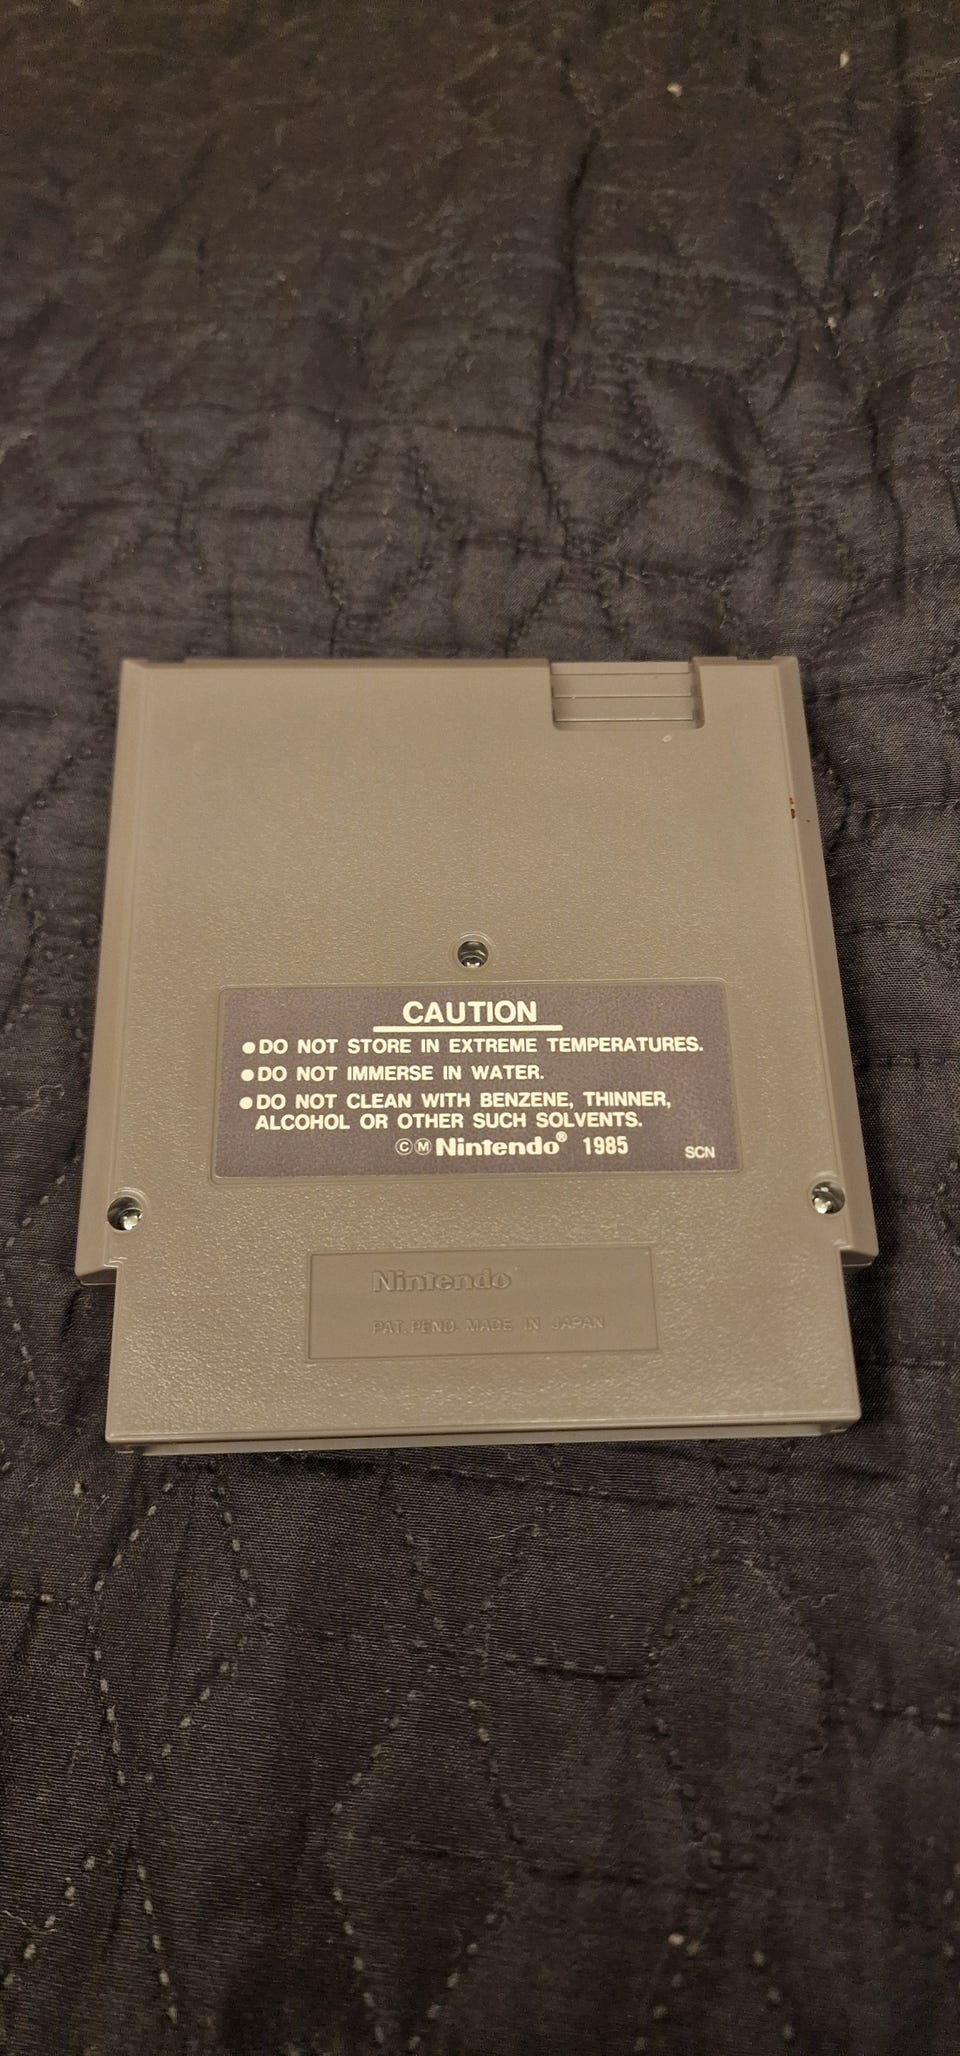 CAUTION
●DO NOT STORE IN EXTREME TEMPERATURES.
●DO NOT IMMERSE IN WATER.
●DO NOT CLEAN WITH BENZENE, THINNER,
ALCOHOL OR OTHER SUCH SOLVENTS.
ⒸⓂ Nintendo® 1985 SCN
Nintendo
PAT. PEND. MADE IN JAPAN